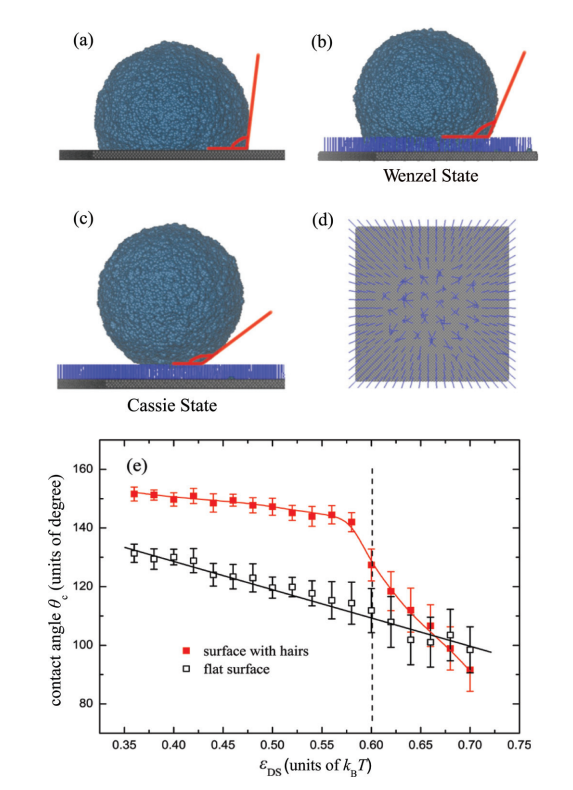 (a)
(b)
Wenzel State
(c)
(d)
Cassie State
(e)
contact angle θc (units of degree)
160
140
120
100
80
surface with hairs
flat surface
0.35 0.40 0.45 0.50 0.55 0.60 0.65 0.70 0.75
εDS (units of kBT)